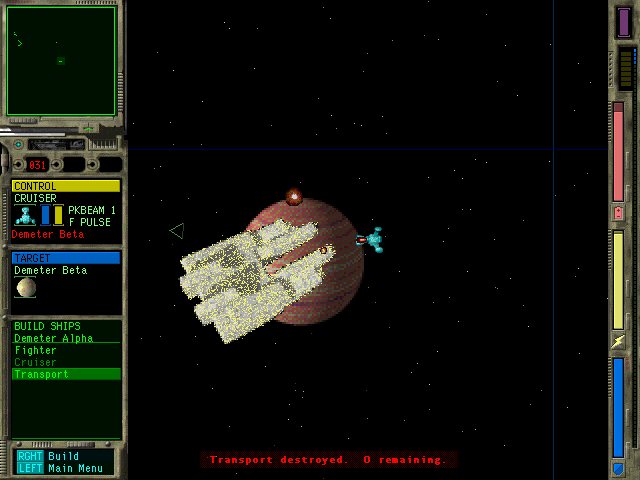 031
CONTROL
CRUISER
PKBEAM 1
F PULSE
Demeter Beta
TARGET
Demeter Beta
BUILD SHIPS
Demeter Alpha
Fighter
Cruiser
Transport
RGHT Build
LEFT Main Menu
Transport destroyed. 0 remaining.